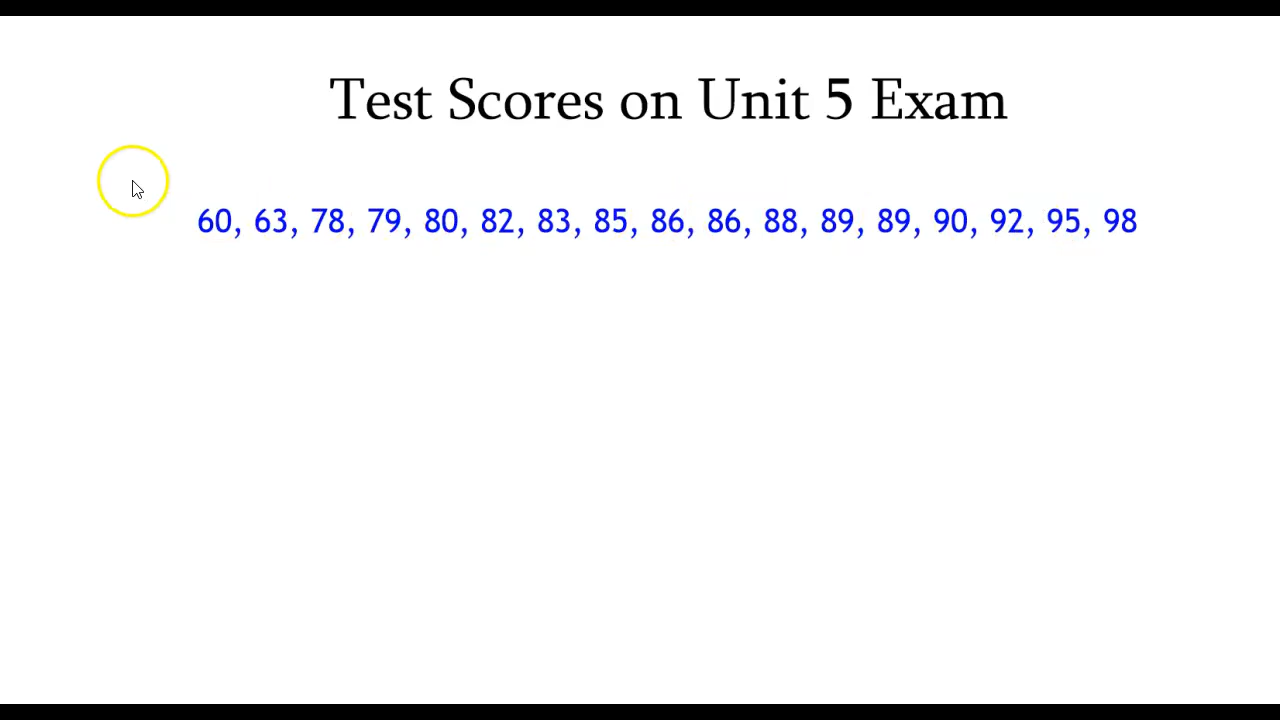 Test Scores on Unit 5 Exam
60, 63, 78, 79, 80, 82, 83, 85, 86, 86, 88, 89, 89, 90, 92, 95, 98